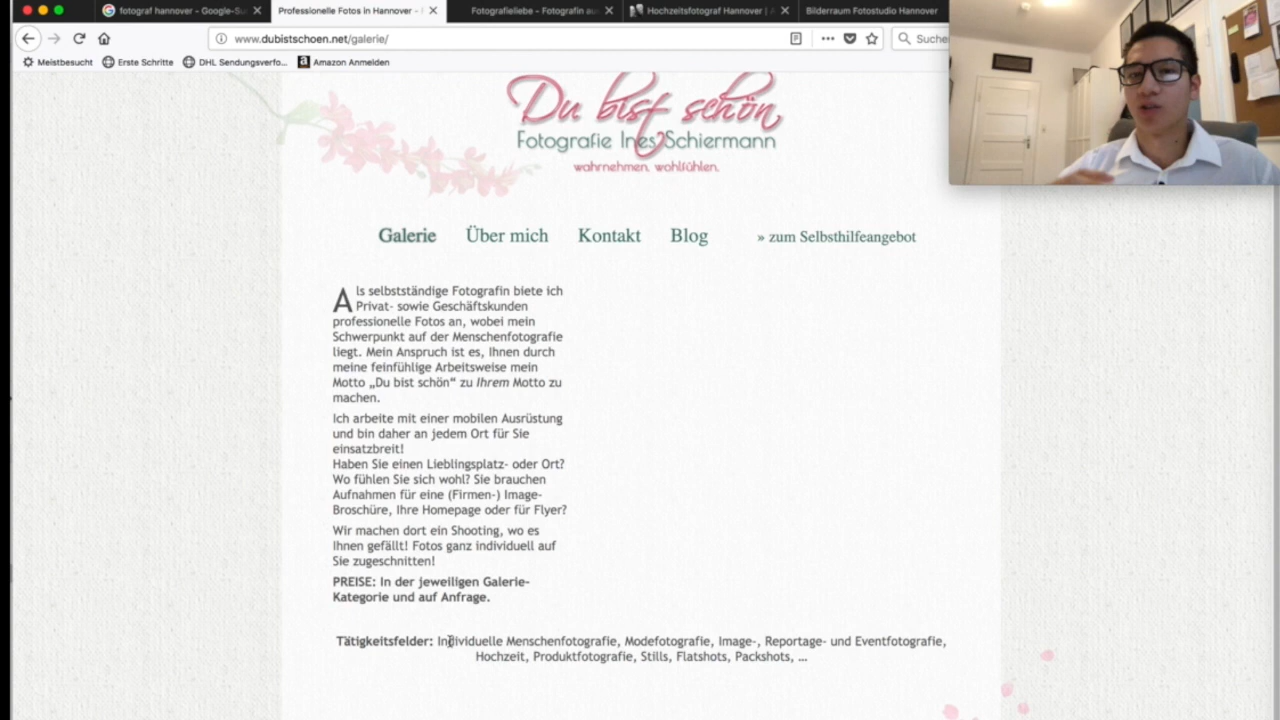 fotograf hannover - Google-Su
Professionelle Fotos in Hannover -
Fotografieliebe - Fotografin au
Hochzeitsfotograf Hannover |
Bilderraum Fotostudio Hannover
www.dubistschoen.net/galerie/
Suche
Meistbesucht
Erste Schritte
DHL Sendungsverfo...
Amazon Anmelden
Du bist schön
Fotografie Ines Schiermann
wahrnehmen. wohlfühlen.
Galerie Über mich Kontakt Blog » zum Selbsthilfeangebot
Als selbstständige Fotografin biete ich
Privat- sowie Geschäftskunden
professionelle Fotos an, wobei mein
Schwerpunkt auf der Menschenfotografie
liegt. Mein Anspruch ist es, Ihnen durch
meine feinfühlige Arbeitsweise mein
Motto „Du bist schön“ zu Ihrem Motto zu
machen.
Ich arbeite mit einer mobilen Ausrüstung
und bin daher an jedem Ort für Sie
einsatzbreit!
Haben Sie einen Lieblingsplatz- oder Ort?
Wo fühlen Sie sich wohl? Sie brauchen
Aufnahmen für eine (Firmen-) Image-
Broschüre, Ihre Homepage oder für Flyer?
Wir machen dort ein Shooting, wo es
Ihnen gefällt! Fotos ganz individuell auf
Sie zugeschnitten!
PREISE: In der jeweiligen Galerie-
Kategorie und auf Anfrage.
Tätigkeitsfelder: Individuelle Menschenfotografie, Modefotografie, Image-, Reportage- und Eventfotografie,
Hochzeit, Produktfotografie, Stills, Flatshots, Packshots, ...